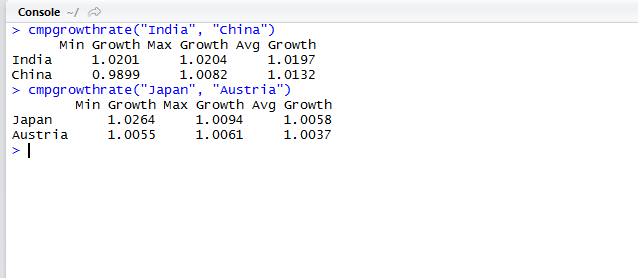 Console ~/
> cmpgrowthrate("India", "China")
      Min Growth Max Growth Avg Growth
India     1.0201     1.0204     1.0197
China     0.9899     1.0082     1.0132
> cmpgrowthrate("Japan", "Austria")
        Min Growth Max Growth Avg Growth
Japan       1.0264     1.0094     1.0058
Austria     1.0055     1.0061     1.0037
>